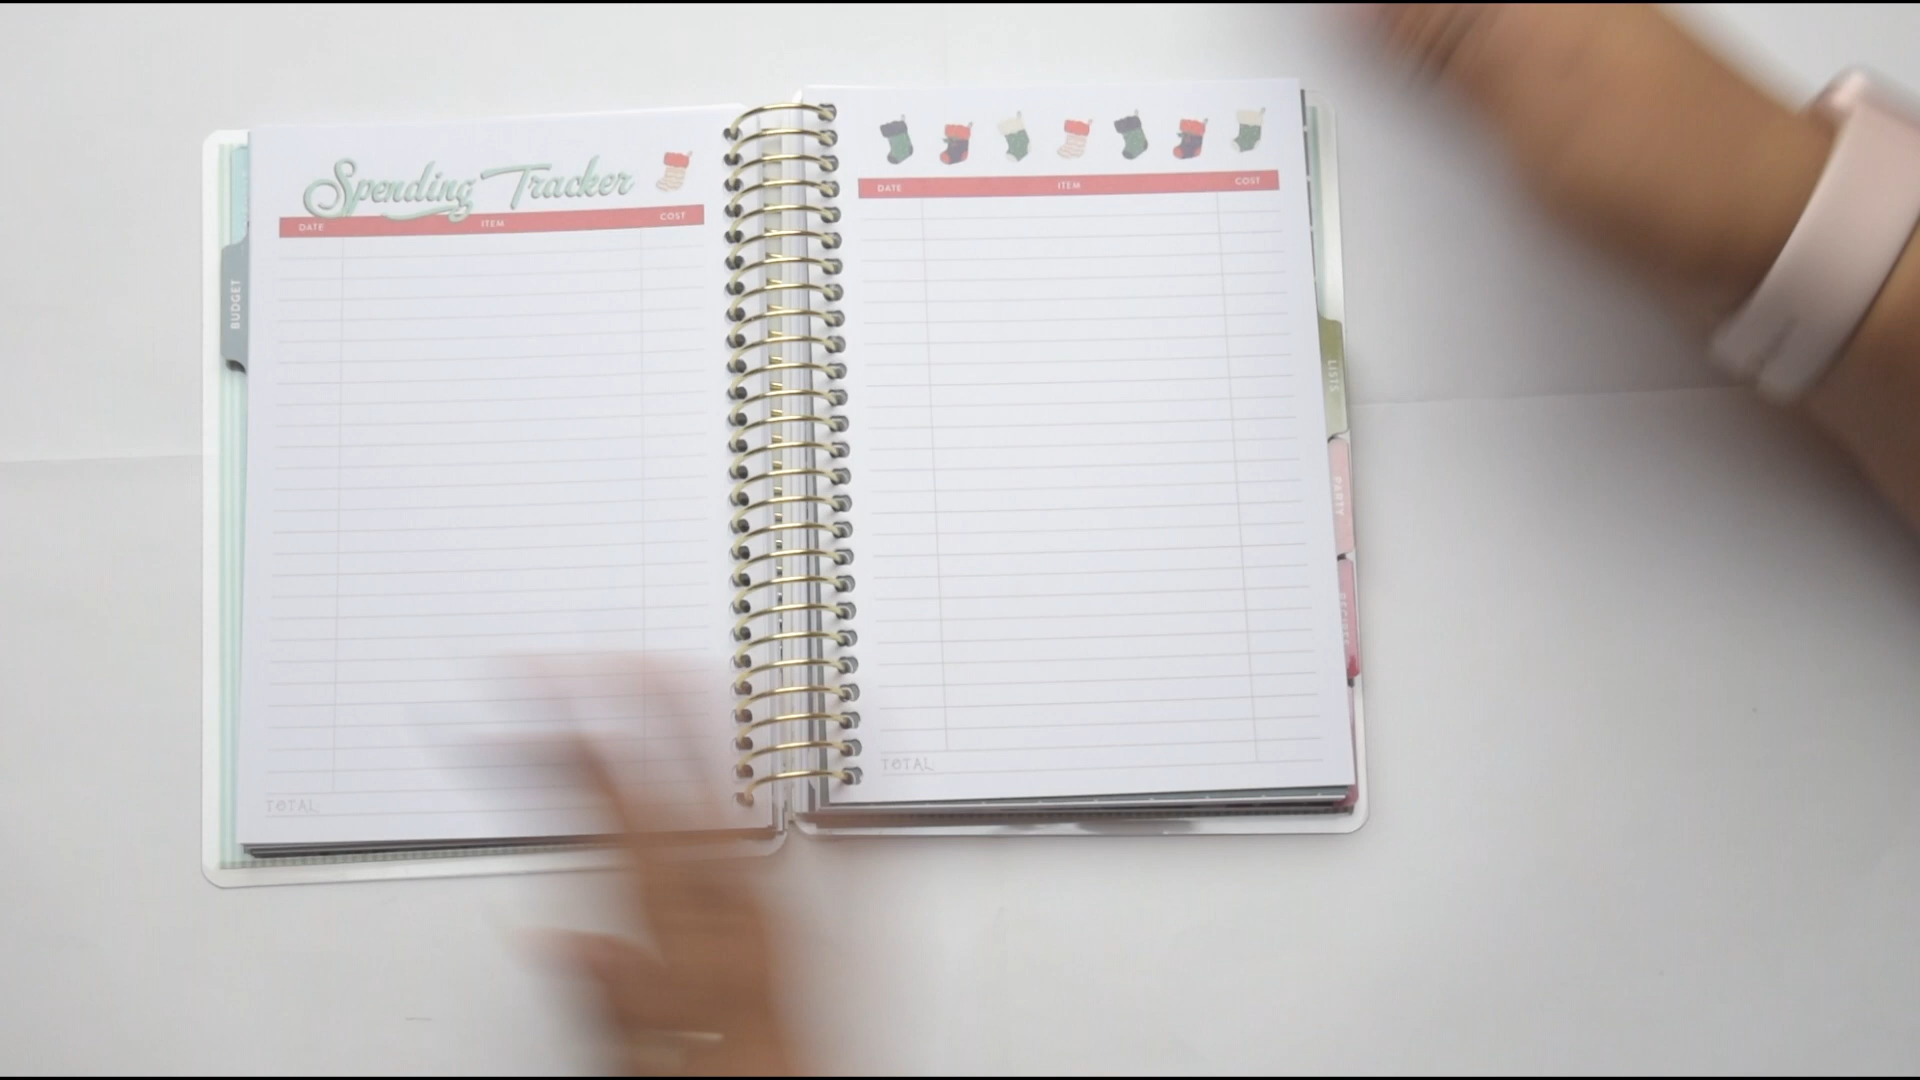 Spending Tracker
DATE ITEM COST
BUDGET
TOTAL
DATE ITEM COST
TOTAL
LISTS
PARTY